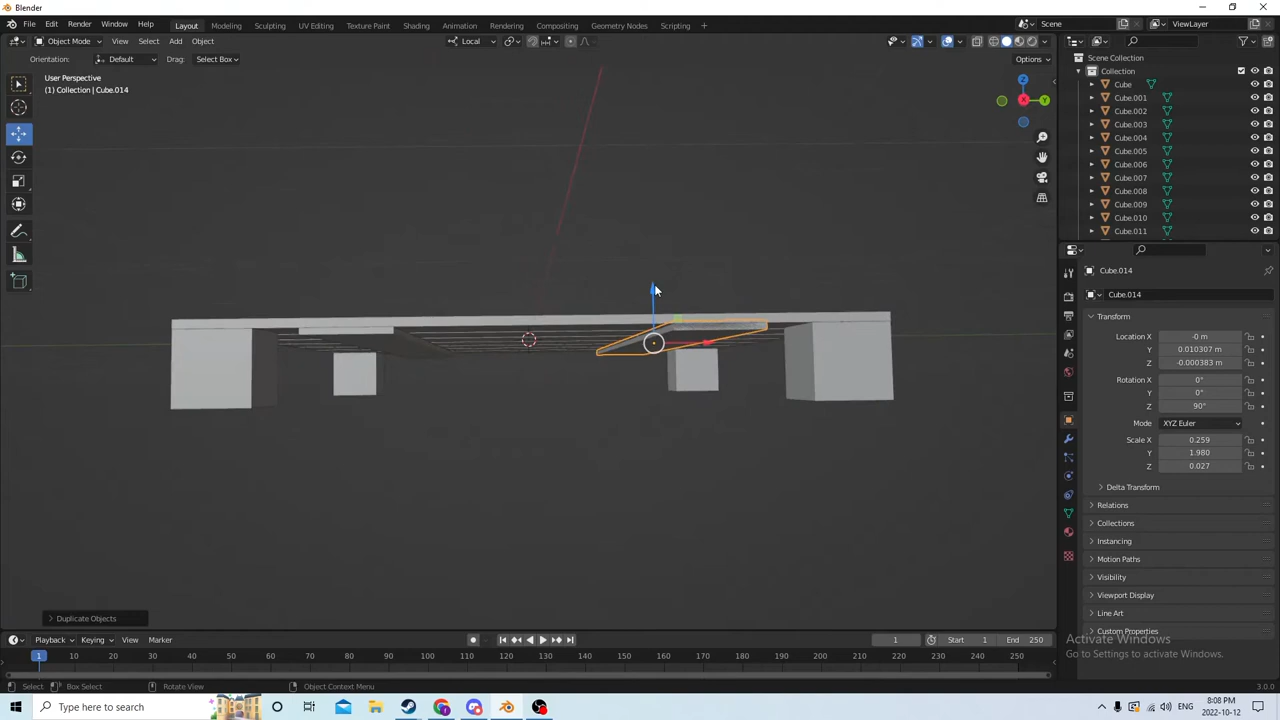 Blender
File Edit Render Window Help Layout Modeling Sculpting UV Editing Texture Paint Shading Animation Rendering Compositing Geometry Nodes Scripting + Scene ViewLayer
Object Mode View Select Add Object Local
Orientation: Default Drag: Select Box Options
User Perspective
(1) Collection | Cube.014
Z
X
Y
Scene Collection
Collection
Cube
Cube.001
Cube.002
Cube.003
Cube.004
Cube.005
Cube.006
Cube.007
Cube.008
Cube.009
Cube.010
Cube.011
Cube.014
Cube.014
Transform
Location X -0 m
Y 0.010307 m
Z -0.000383 m
Rotation X 0°
Y 0°
Z 90°
Mode XYZ Euler
Scale X 0.259
Y 1.980
Z 0.027
Delta Transform
Relations
Collections
Instancing
Motion Paths
Visibility
Viewport Display
Line Art
Custom Properties
Activate Windows
Go to Settings to activate Windows.
Duplicate Objects
Playback Keying View Marker 1 Start 1 End 250
1 10 20 30 40 50 60 70 80 90 100 110 120 130 140 150 160 170 180 190 200 210 220 230 240 250
Select Box Select Rotate View Object Context Menu 3.0.0
Type here to search ENG 8:08 PM
2022-10-12